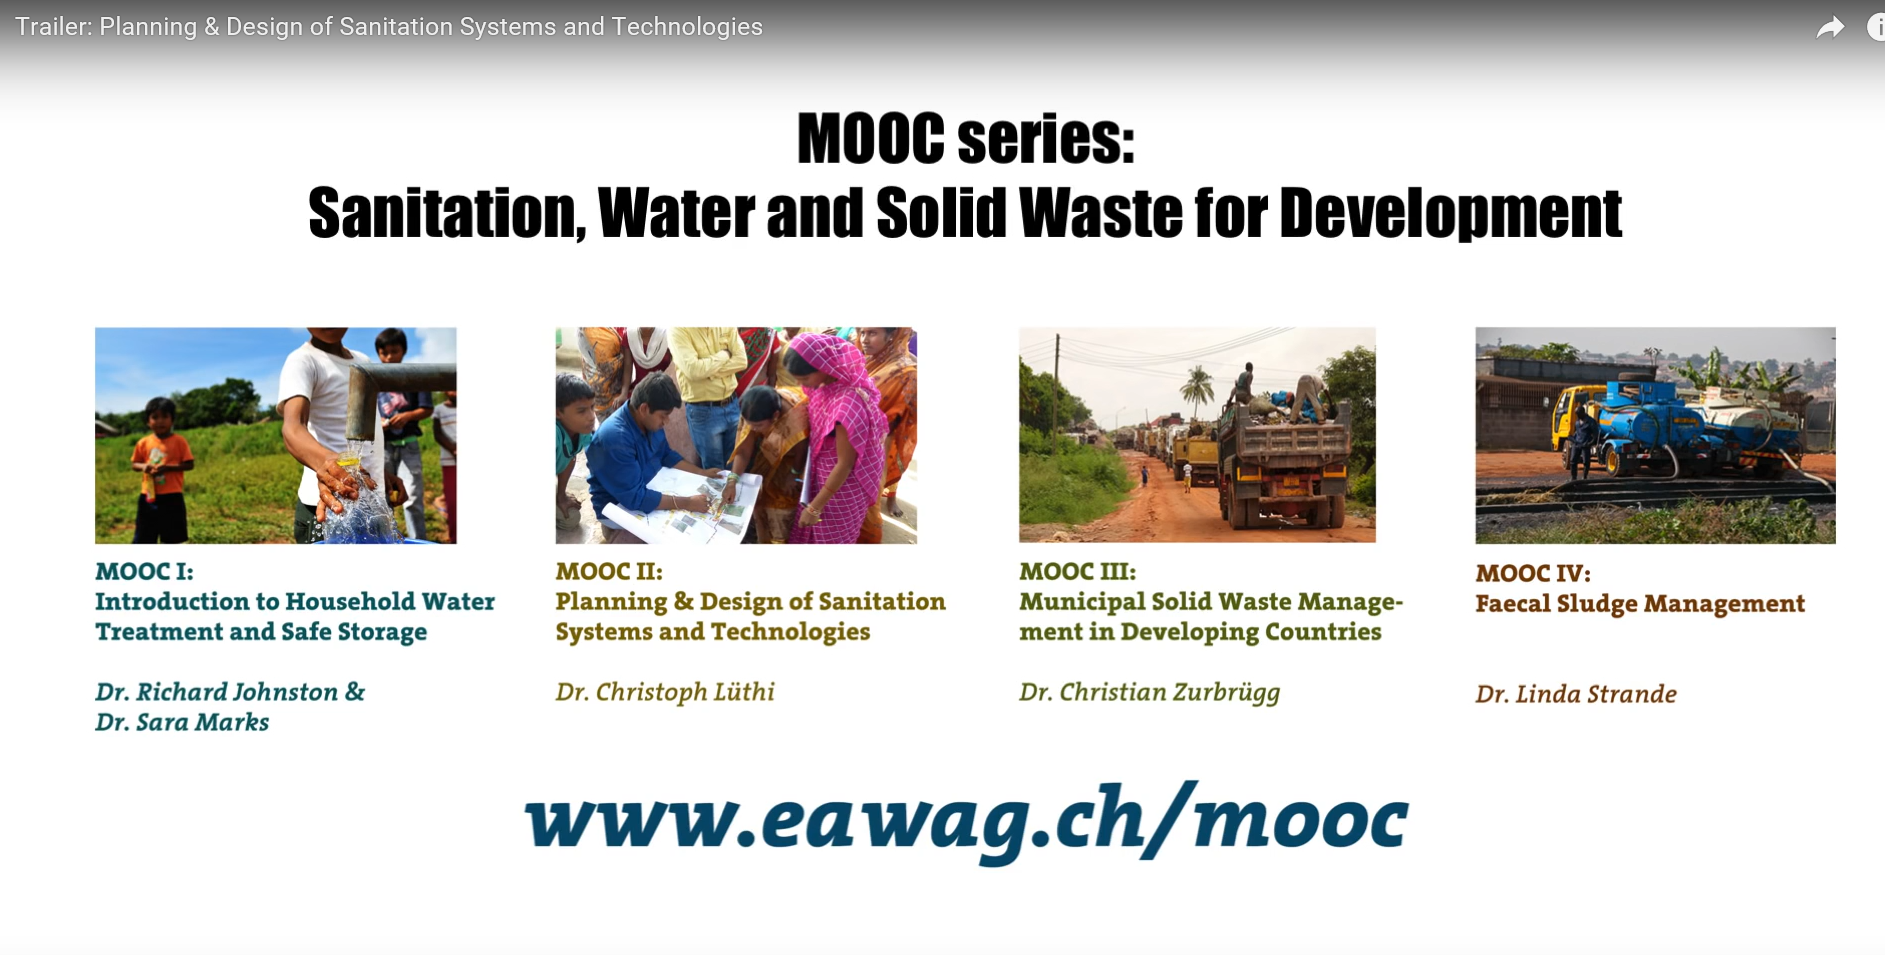 Trailer: Planning & Design of Sanitation Systems and Technologies
MOOC series:
Sanitation, Water and Solid Waste for Development
MOOC I:
Introduction to Household Water
Treatment and Safe Storage
Dr. Richard Johnston &
Dr. Sara Marks
MOOC II:
Planning & Design of Sanitation
Systems and Technologies
Dr. Christoph Lüthi
MOOC III:
Municipal Solid Waste Manage-
ment in Developing Countries
Dr. Christian Zurbrügg
MOOC IV:
Faecal Sludge Management
Dr. Linda Strande
www.eawag.ch/mooc